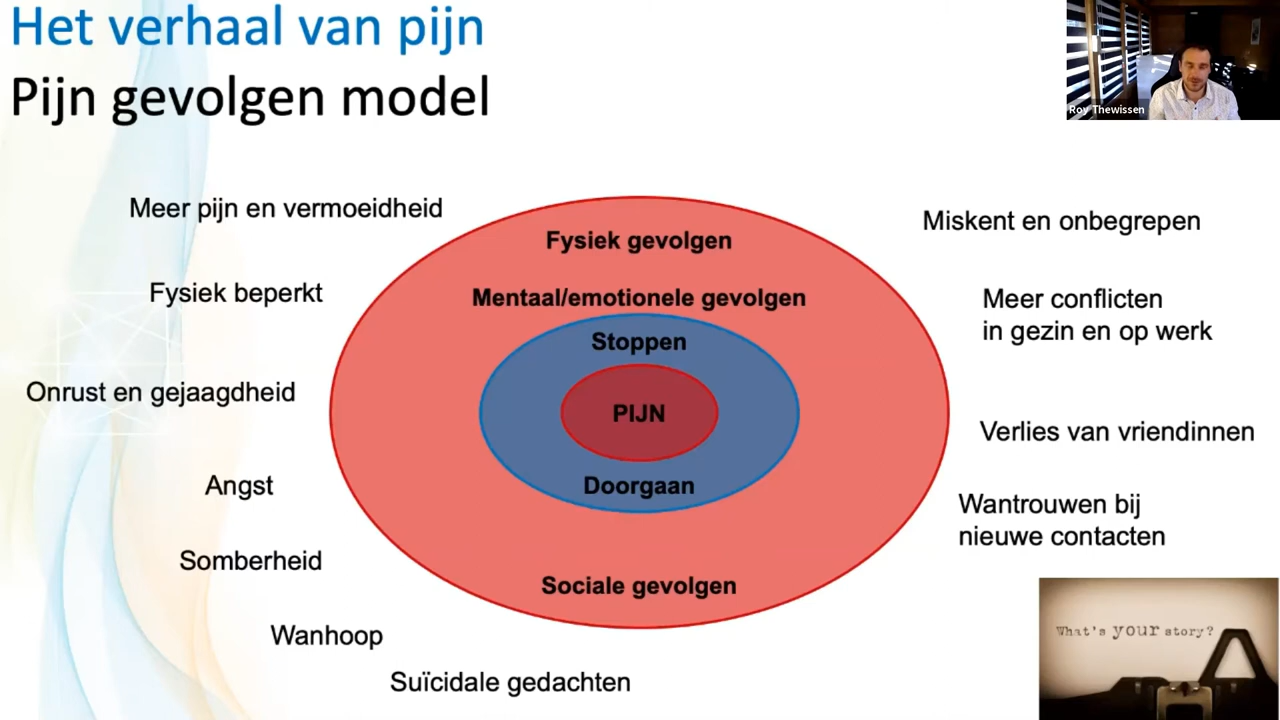 Het verhaal van pijn
Pijn gevolgen model
Roy Thewissen
Meer pijn en vermoeidheid
Fysiek beperkt
Onrust en gejaagdheid
Angst
Somberheid
Wanhoop
Suïcidale gedachten
Fysiek gevolgen
Mentaal/emotionele gevolgen
Stoppen
PIJN
Doorgaan
Sociale gevolgen
Miskent en onbegrepen
Meer conflicten
in gezin en op werk
Verlies van vriendinnen
Wantrouwen bij
nieuwe contacten
What's your story?